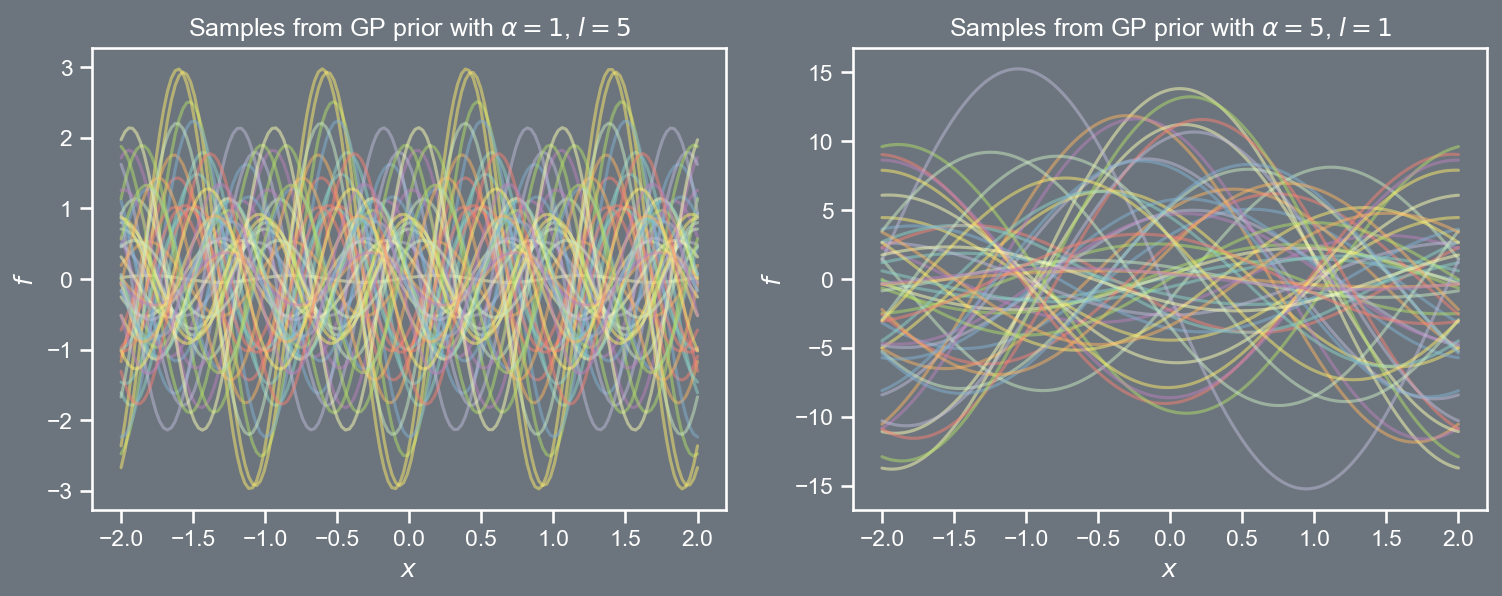 Samples from GP prior with α = 1, l = 5
3
2
1
0
−1
−2
−3
f
−2.0 −1.5 −1.0 −0.5 0.0 0.5 1.0 1.5 2.0
x
Samples from GP prior with α = 5, l = 1
15
10
5
0
−5
−10
−15
f
−2.0 −1.5 −1.0 −0.5 0.0 0.5 1.0 1.5 2.0
x